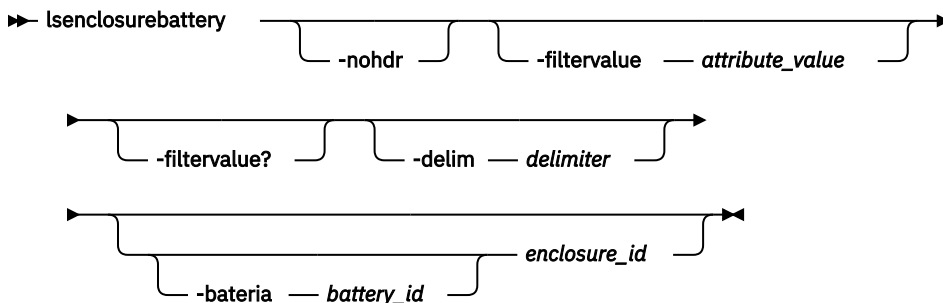 lsenclosurebattery
-nohdr -filtervalue attribute_value
-filtervalue? -delim delimiter
enclosure_id
-bateria battery_id